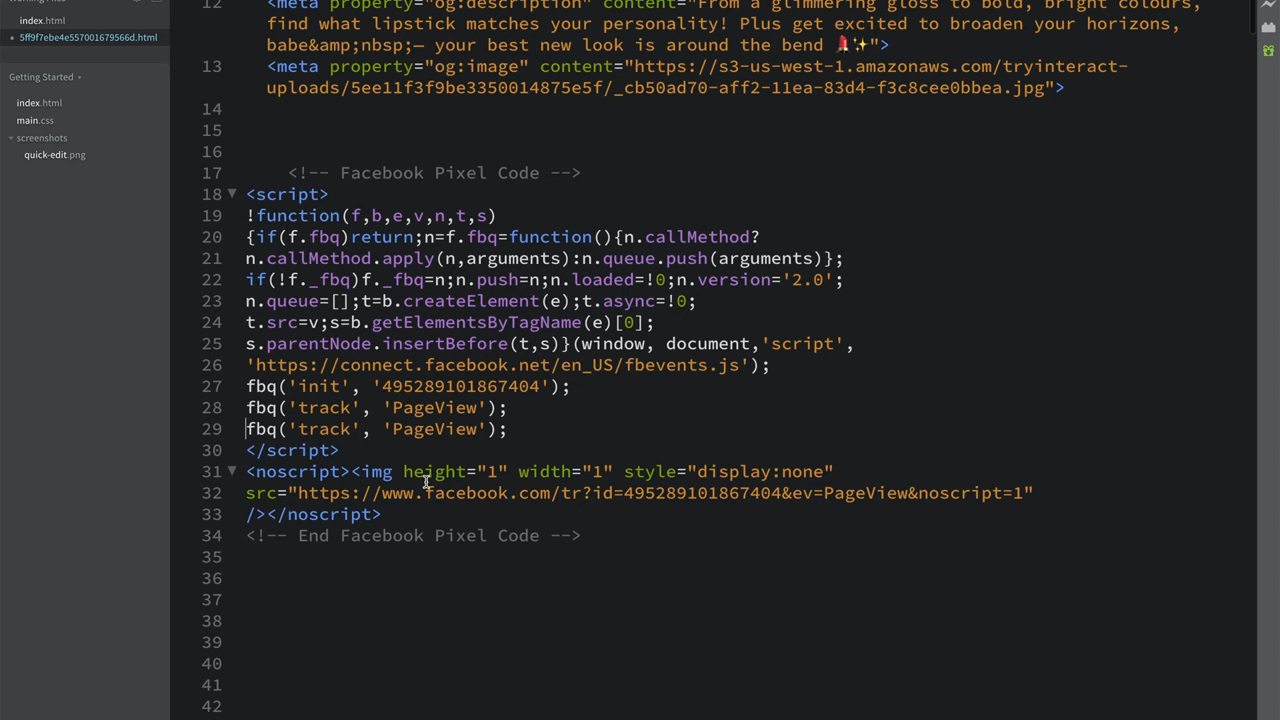 Working Files
index.html
5ff9f7ebe4e557001679566d.html
Getting Started
index.html
main.css
screenshots
quick-edit.png
12 <meta property="og:description" content="From a glimmering gloss to bold, bright colours,
find what lipstick matches your personality! Plus get excited to broaden your horizons,
babe&amp;nbsp;— your best new look is around the bend 💄✨">
13 <meta property="og:image" content="https://s3-us-west-1.amazonaws.com/tryinteract-
uploads/5ee11f3f9be3350014875e5f/_cb50ad70-aff2-11ea-83d4-f3c8cee0bbea.jpg">
14
15
16
17 <!-- Facebook Pixel Code -->
18 <script>
19 !function(f,b,e,v,n,t,s)
20 {if(f.fbq)return;n=f.fbq=function(){n.callMethod?
21 n.callMethod.apply(n,arguments):n.queue.push(arguments)};
22 if(!f._fbq)f._fbq=n;n.push=n;n.loaded=!0;n.version='2.0';
23 n.queue=[];t=b.createElement(e);t.async=!0;
24 t.src=v;s=b.getElementsByTagName(e)[0];
25 s.parentNode.insertBefore(t,s)}(window, document,'script',
26 'https://connect.facebook.net/en_US/fbevents.js');
27 fbq('init', '495289101867404');
28 fbq('track', 'PageView');
29 fbq('track', 'PageView');
30 </script>
31 <noscript><img height="1" width="1" style="display:none"
32 src="https://www.facebook.com/tr?id=495289101867404&ev=PageView&noscript=1"
33 /></noscript>
34 <!-- End Facebook Pixel Code -->
35
36
37
38
39
40
41
42